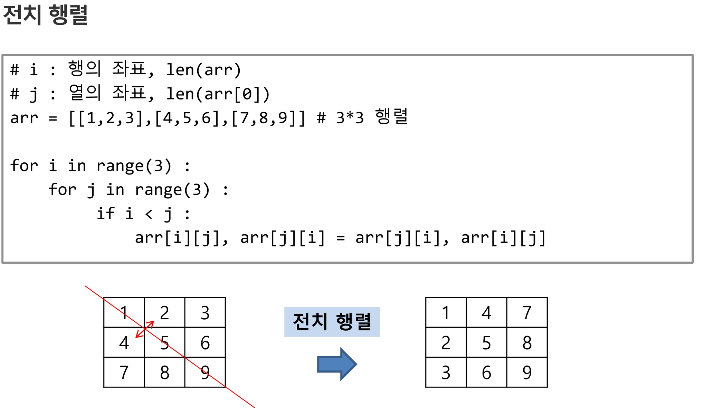 전치 행렬
# i : 행의 좌표, len(arr)
# j : 열의 좌표, len(arr[0])
arr = [[1,2,3],[4,5,6],[7,8,9]] # 3*3 행렬
for i in range(3) :
    for j in range(3) :
        if i < j :
            arr[i][j], arr[j][i] = arr[j][i], arr[i][j]
1 2 3
4 5 6
7 8 9
전치 행렬
1 4 7
2 5 8
3 6 9